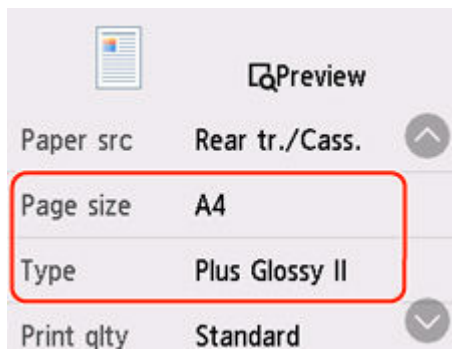 Preview
Paper src Rear tr./Cass.
Page size A4
Type Plus Glossy II
Print qlty Standard